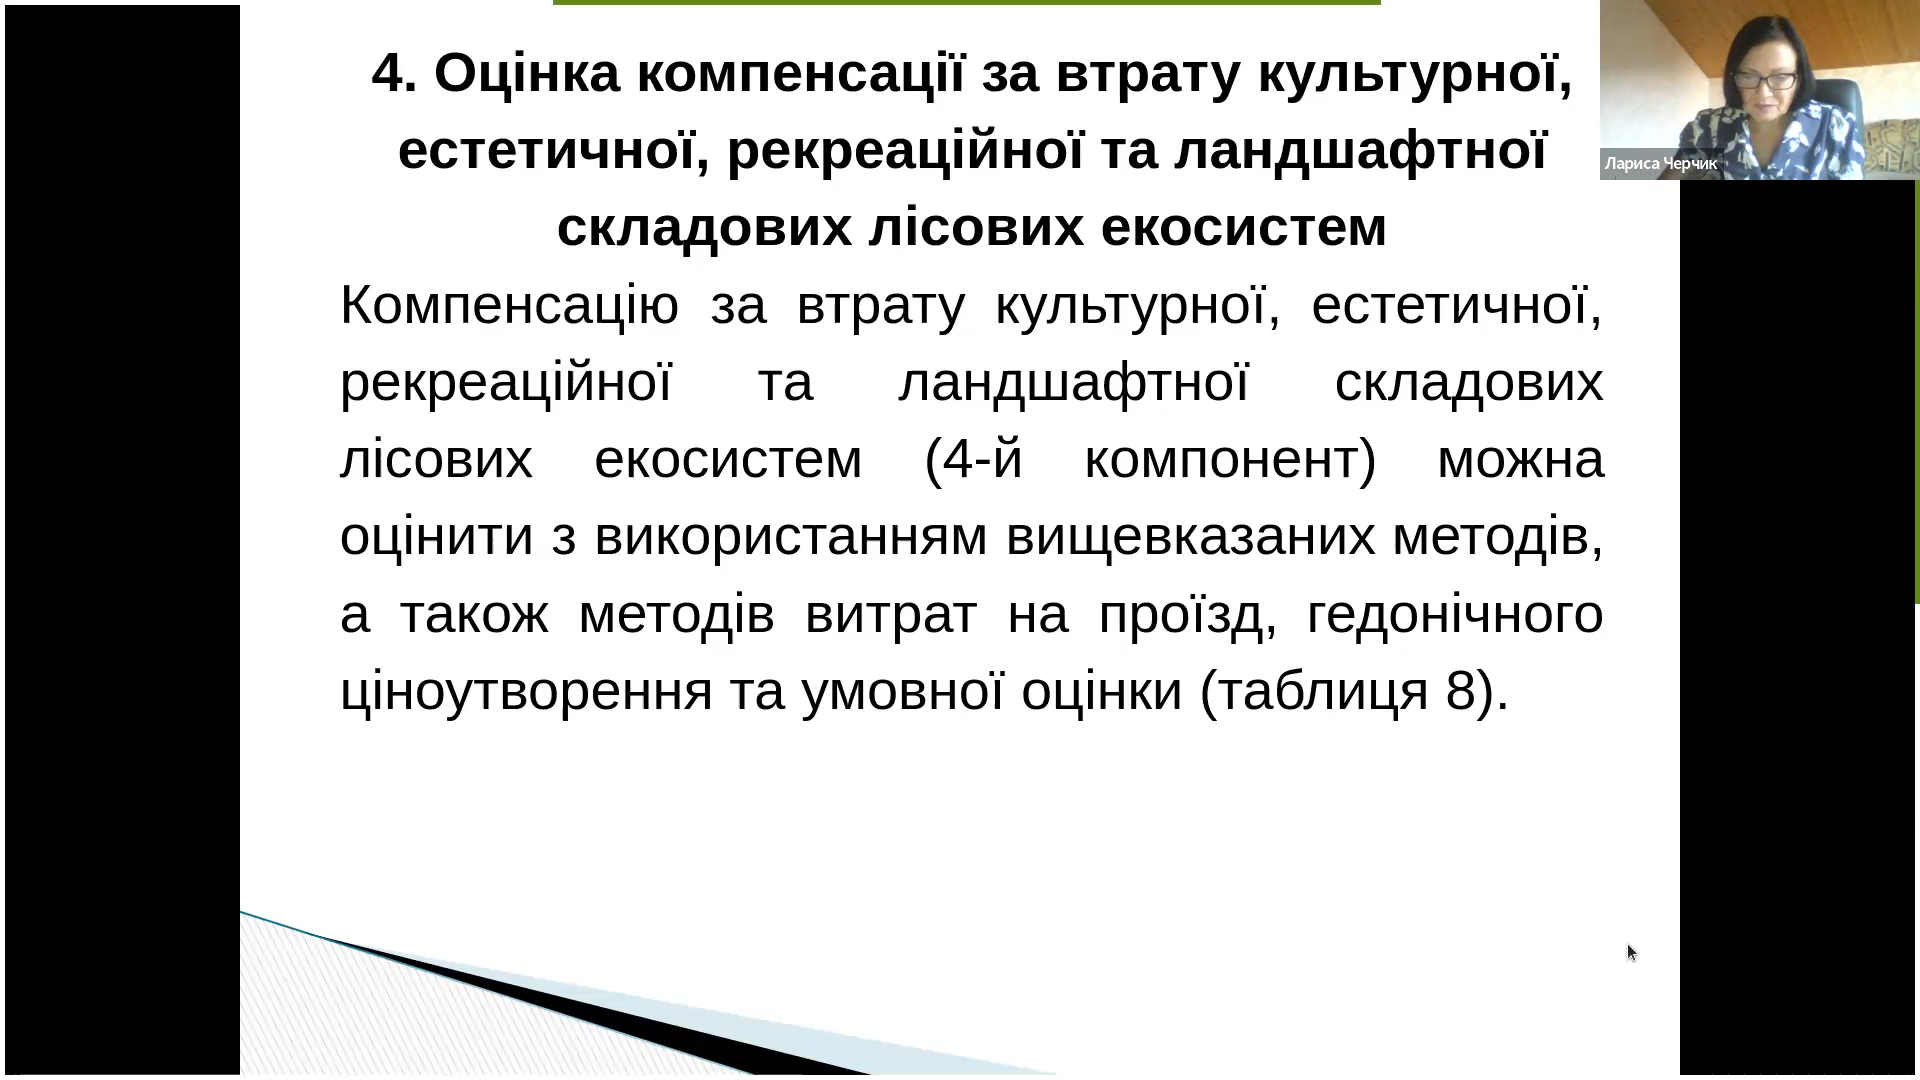 4. Оцінка компенсації за втрату культурної,
естетичної, рекреаційної та ландшафтної
складових лісових екосистем
Компенсацію за втрату культурної, естетичної,
рекреаційної та ландшафтної складових
лісових екосистем (4-й компонент) можна
оцінити з використанням вищевказаних методів,
а також методів витрат на проїзд, гедонічного
ціноутворення та умовної оцінки (таблиця 8).
Лариса Черчик